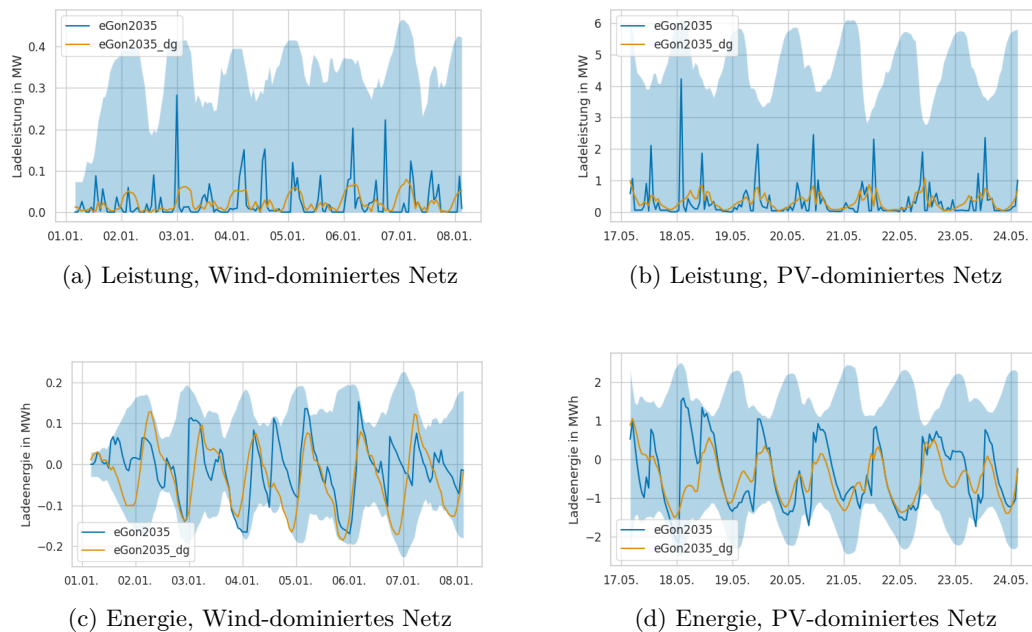 eGon2035
eGon2035_dg
Ladeleistung in MW
0.4
0.3
0.2
0.1
0.0
01.01. 02.01. 03.01. 04.01. 05.01. 06.01. 07.01. 08.01.
(a) Leistung, Wind-dominiertes Netz
eGon2035
eGon2035_dg
Ladeleistung in MW
6
5
4
3
2
1
0
17.05. 18.05. 19.05. 20.05. 21.05. 22.05. 23.05. 24.05.
(b) Leistung, PV-dominiertes Netz
Ladeenergie in MWh
0.2
0.1
0.0
−0.1
−0.2
eGon2035
eGon2035_dg
01.01. 02.01. 03.01. 04.01. 05.01. 06.01. 07.01. 08.01.
(c) Energie, Wind-dominiertes Netz
Ladeenergie in MWh
2
1
0
−1
−2
eGon2035
eGon2035_dg
17.05. 18.05. 19.05. 20.05. 21.05. 22.05. 23.05. 24.05.
(d) Energie, PV-dominiertes Netz